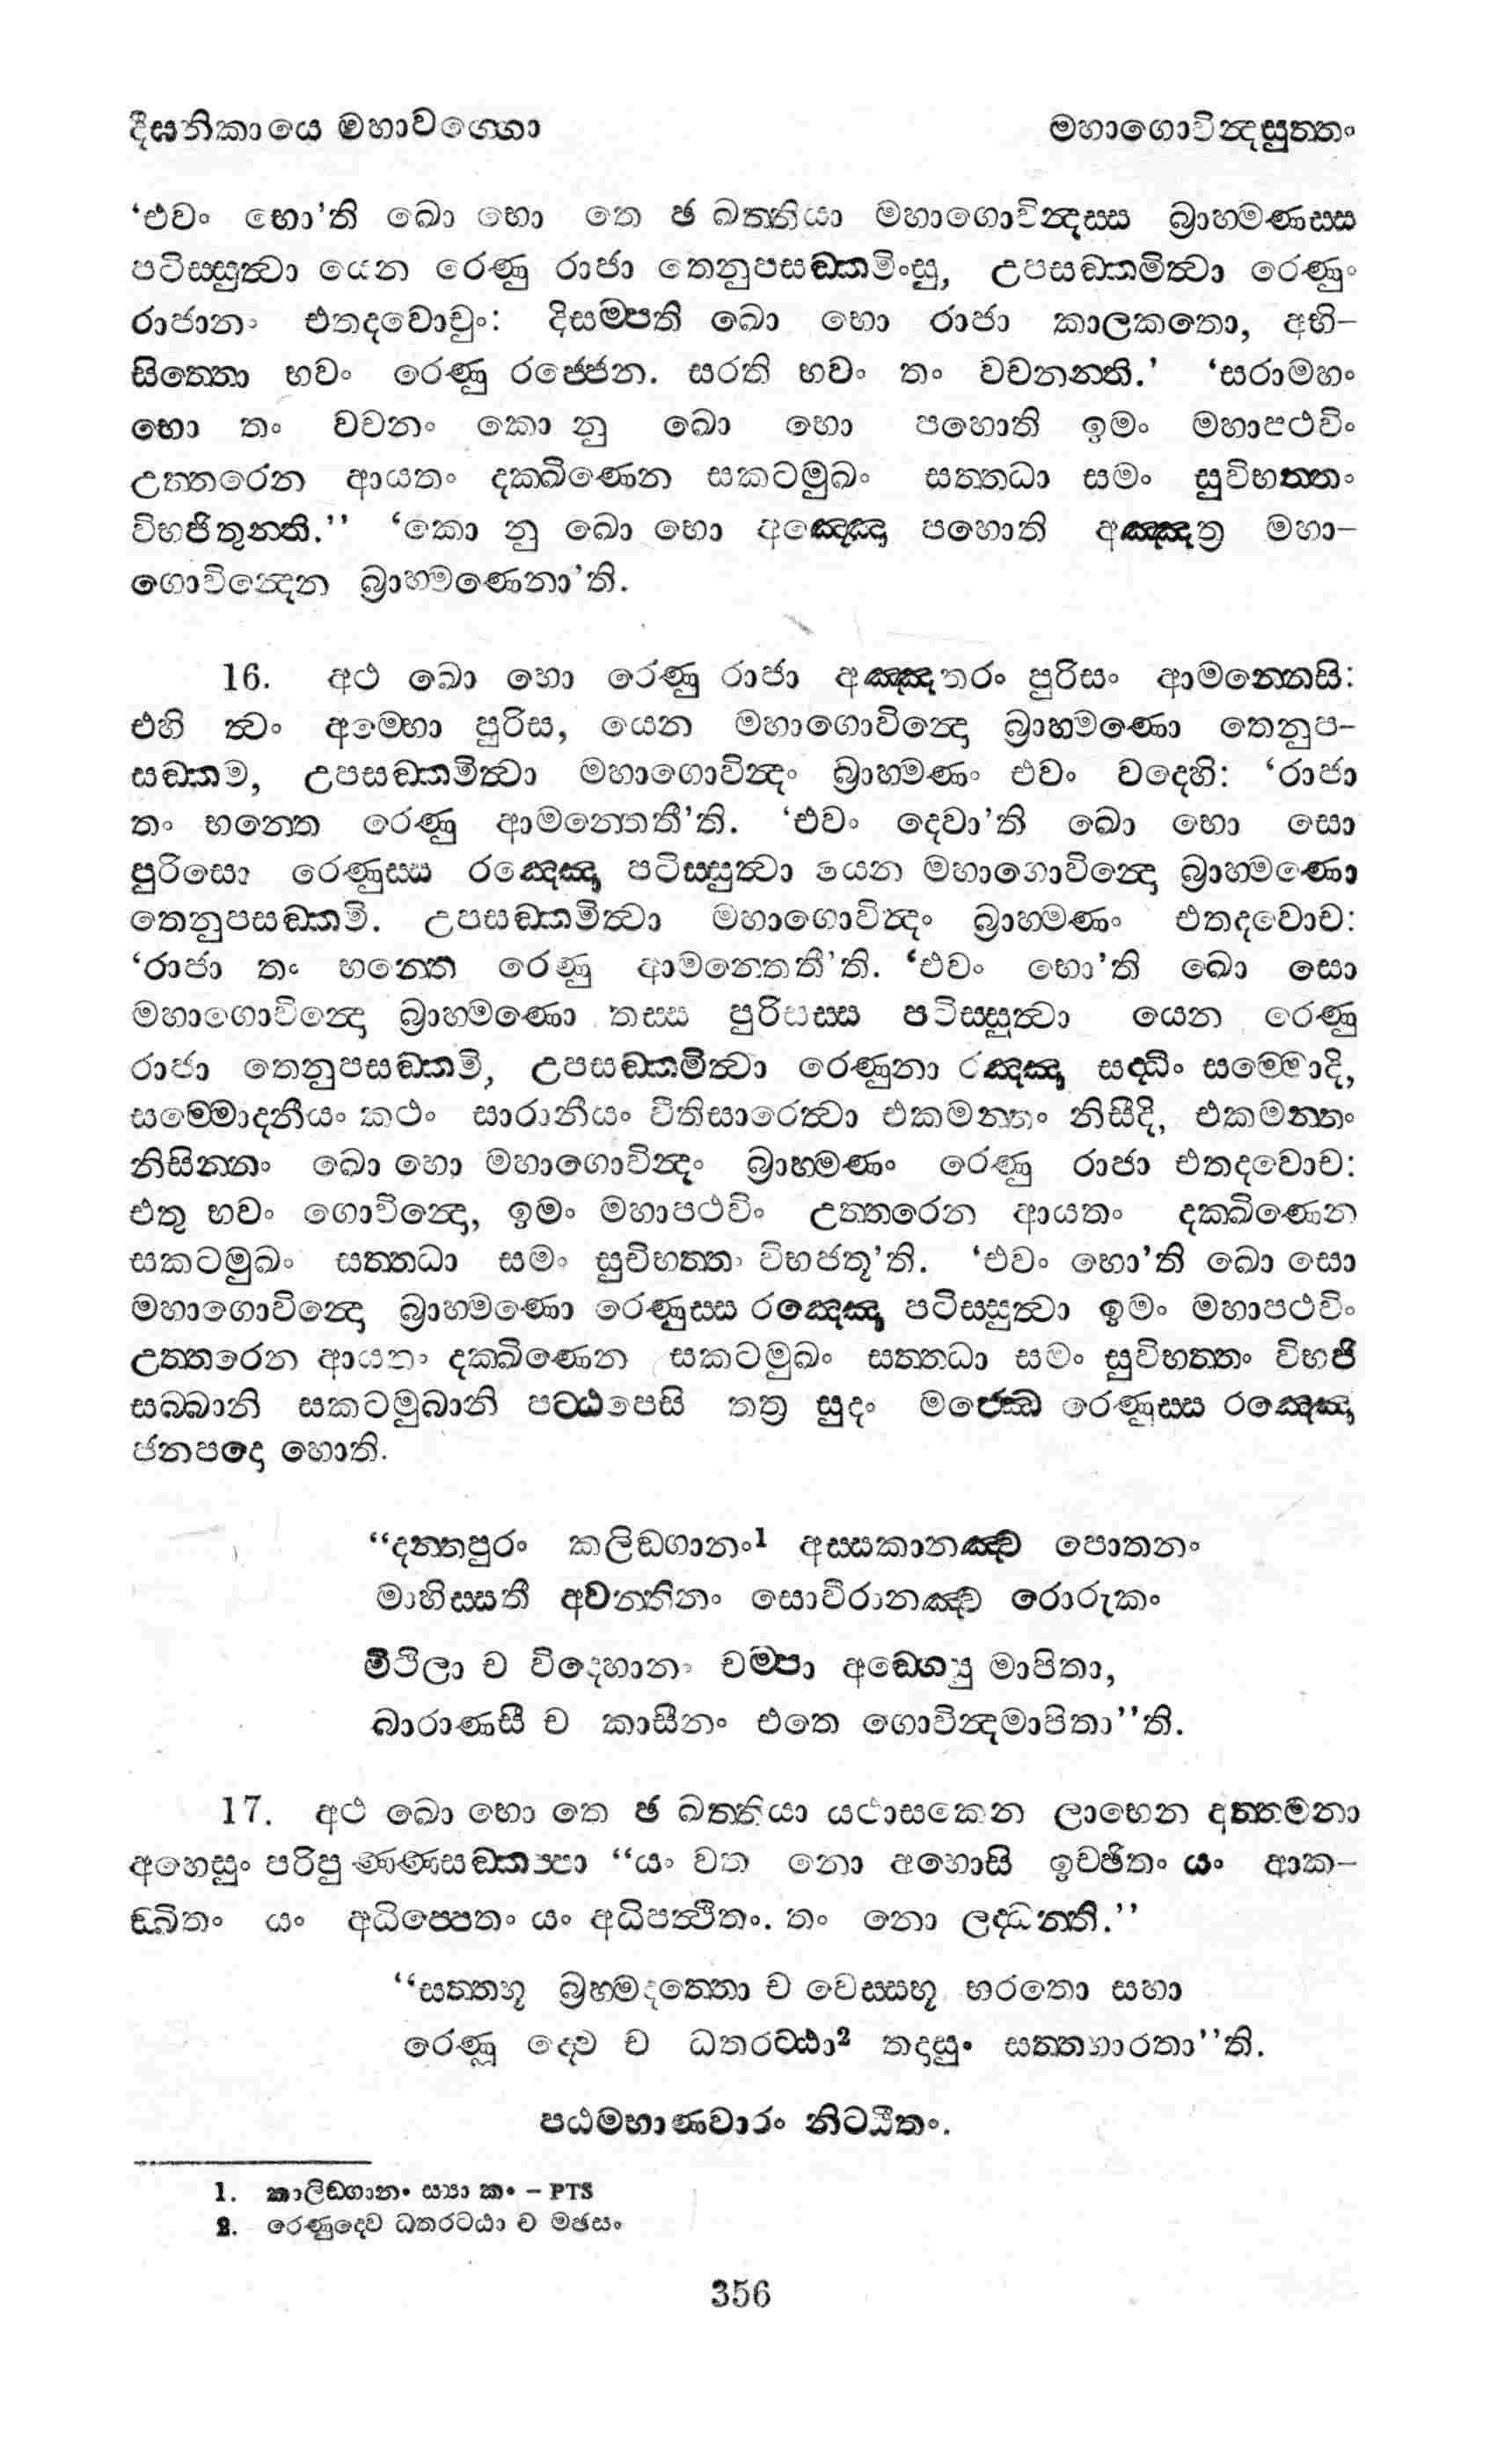 දීඝනිකායෙ මහාවග්ගො මහාගොවින්දසුත්තං
‘එවං භො’ති ඛො භො තෙ ඡ ඛත්තියා මහාගොවින්දස්ස බ්‍රාහ්මණස්ස
පටිස්සුත්වා යෙන රෙණු රාජා තෙනුපසඞ්කමිංසු, උපසඞ්කමිත්වා රෙණුං
රාජානං එතදවොචුං: දිසම්පති ඛො භො රාජා කාලකතො, අභි–
සිත්තො භවං රෙණු රජ්ජෙන. සරති භවං තං වචනන්ති.’ ‘සරාමහං
භො තං වචනං කො නු ඛො භො පහොති ඉමං මහාපථවිං
උත්තරෙන ආයතං දක්ඛිණෙන සකටමුඛං සත්තධා සමං සුවිභත්තං
විභජිතුන්ති.’’ ‘කො නු ඛො භො අඤ්ඤො පහොති අඤ්ඤත්‍ර මහා–
ගොවින්දෙන බ්‍රාහ්මණෙනා’ති.
16. අථ ඛො භො රෙණු රාජා අඤ්ඤතරං පුරිසං ආමන්තෙසි:
එහි ත්වං අම්භො පුරිස, යෙන මහාගොවින්දො බ්‍රාහ්මණො තෙනුප–
සඞ්කම, උපසඞ්කමිත්වා මහාගොවින්දං බ්‍රාහ්මණං එවං වදෙහි: ‘රාජා
තං භන්තෙ රෙණු ආමන්තෙතී’ති. ‘එවං දෙවා’ති ඛො භො සො
පුරිසො රෙණුස්ස රඤ්ඤො පටිස්සුත්වා යෙන මහාගොවින්දො බ්‍රාහ්මණො
තෙනුපසඞ්කමි. උපසඞ්කමිත්වා මහාගොවින්දං බ්‍රාහ්මණං එතදවොච:
‘රාජා තං භන්තෙ රෙණු ආමන්තෙතී’ති. ‘එවං භො’ති ඛො සො
මහාගොවින්දො බ්‍රාහ්මණො තස්ස පුරිසස්ස පටිස්සුත්වා යෙන රෙණු
රාජා තෙනුපසඞ්කමි, උපසඞ්කමිත්වා රෙණුනා රඤ්ඤා සද්ධිං සම්මොදි,
සම්මොදනීයං කථං සාරානීයං වීතිසාරෙත්වා එකමන්තං නිසීදි, එකමන්තං
නිසින්නං ඛො භො මහාගොවින්දං බ්‍රාහ්මණං රෙණු රාජා එතදවොච:
එතු භවං ගොවින්දො, ඉමං මහාපථවිං උත්තරෙන ආයතං දක්ඛිණෙන
සකටමුඛං සත්තධා සමං සුවිභත්තං විභජතූ’ති. ‘එවං භො’ති ඛො සො
මහාගොවින්දො බ්‍රාහ්මණො රෙණුස්ස රඤ්ඤො පටිස්සුත්වා ඉමං මහාපථවිං
උත්තරෙන ආයතං දක්ඛිණෙන සකටමුඛං සත්තධා සමං සුවිභත්තං විභජි
සබ්බානි සකටමුඛානි පට්ඨපෙසි තත්‍ර සුදං මජ්ඣෙ රෙණුස්ස රඤ්ඤො
ජනපදො හොති.
“දන්තපුරං කලිඞ්ගානං¹ අස්සකානඤ්ච පොතනං
මාහිස්සතී අවන්තීනං සොවීරානඤ්ච රොරුකං
මිථිලා ච විදෙහානං චම්පා අඞ්ගෙසු මාපිතා,
බාරාණසී ච කාසීනං එතෙ ගොවින්දමාපිතා’’ති.
17. අථ ඛො භො තෙ ඡ ඛත්තියා යථාසකෙන ලාභෙන අත්තමනා
අහෙසුං පරිපුණ්ණසඞ්කප්පා “යං වත නො අහොසි ඉච්ඡිතං යං ආක–
ඞ්ඛිතං යං අධිප්පෙතං යං අධිපත්ථිතං. තං නො ලද්ධන්ති.’’
“සත්තභූ බ්‍රහ්මදත්තො ච වෙස්සභූ භරතො සහා
රෙණූ ද්වෙ ච ධතරට්ඨා² තදාසුං සත්තභාරතා’’ති.
පඨමභාණවාරං නිට්ඨිතං.
1. කාලිඞ්ගානං ස්‍යා කං – PTS
2. රෙණුද්වෙ ධතරට්ඨා ච මඡසං
356